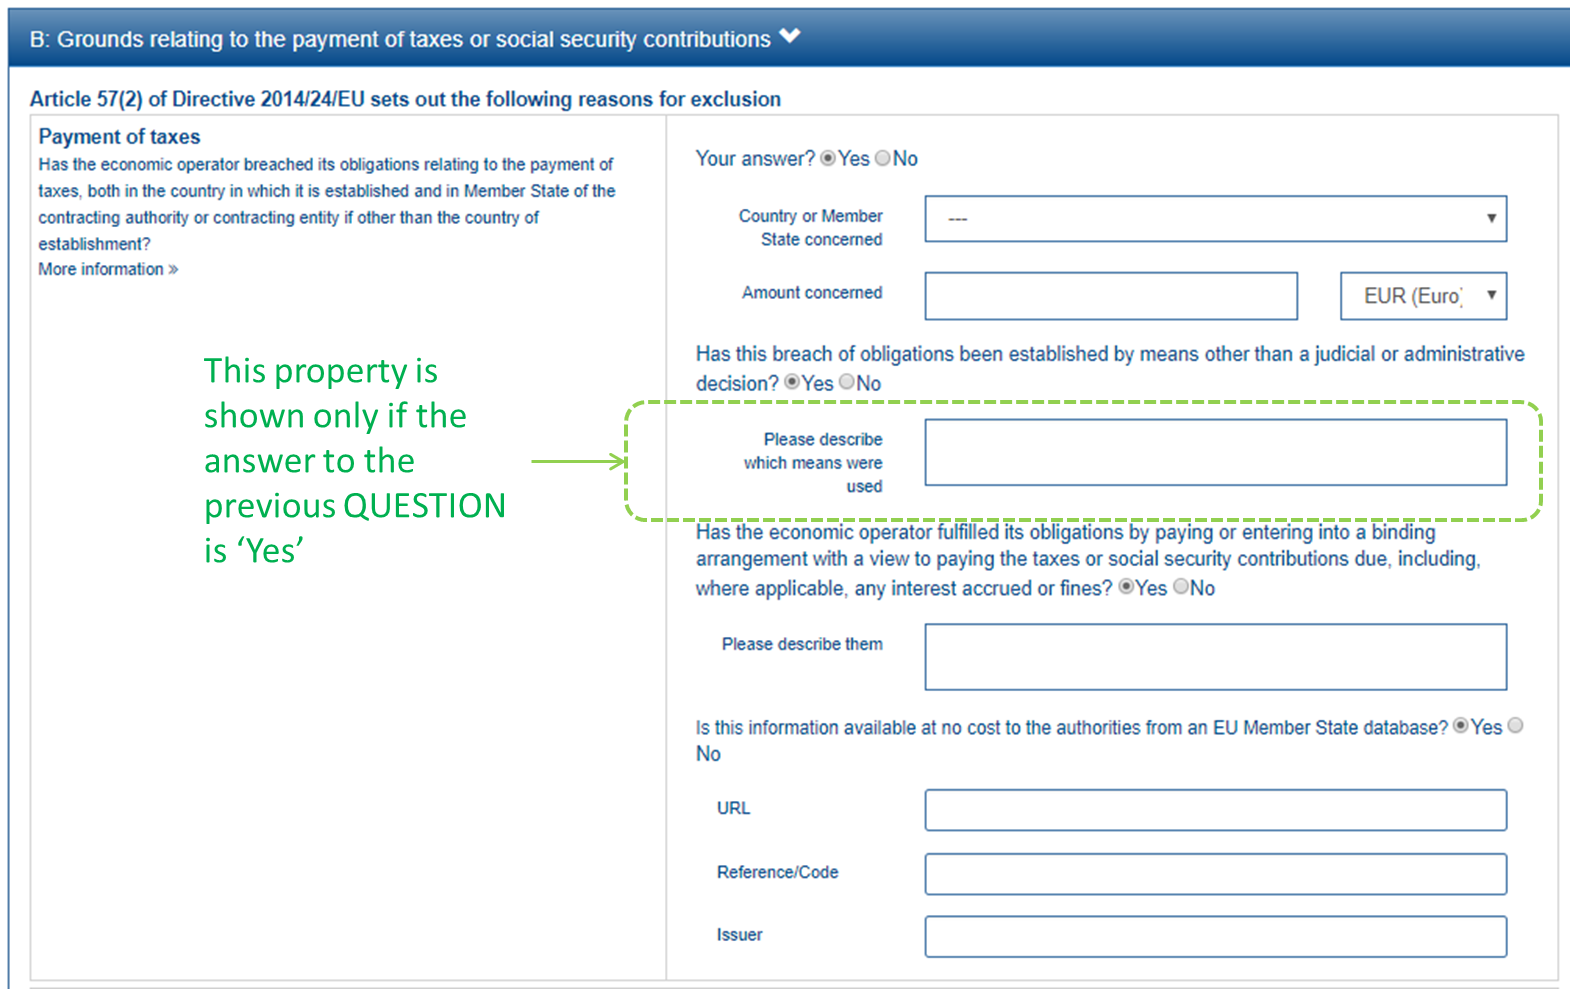 B: Grounds relating to the payment of taxes or social security contributions
Article 57(2) of Directive 2014/24/EU sets out the following reasons for exclusion
Payment of taxes
Has the economic operator breached its obligations relating to the payment of
taxes, both in the country in which it is established and in Member State of the
contracting authority or contracting entity if other than the country of
establishment?
More information »
This property is
shown only if the
answer to the
previous QUESTION
is ‘Yes’
Your answer? Yes No
Country or Member
State concerned
---
Amount concerned
EUR (Euro)
Has this breach of obligations been established by means other than a judicial or administrative
decision? Yes No
Please describe
which means were
used
Has the economic operator fulfilled its obligations by paying or entering into a binding
arrangement with a view to paying the taxes or social security contributions due, including,
where applicable, any interest accrued or fines? Yes No
Please describe them
Is this information available at no cost to the authorities from an EU Member State database? Yes
No
URL
Reference/Code
Issuer